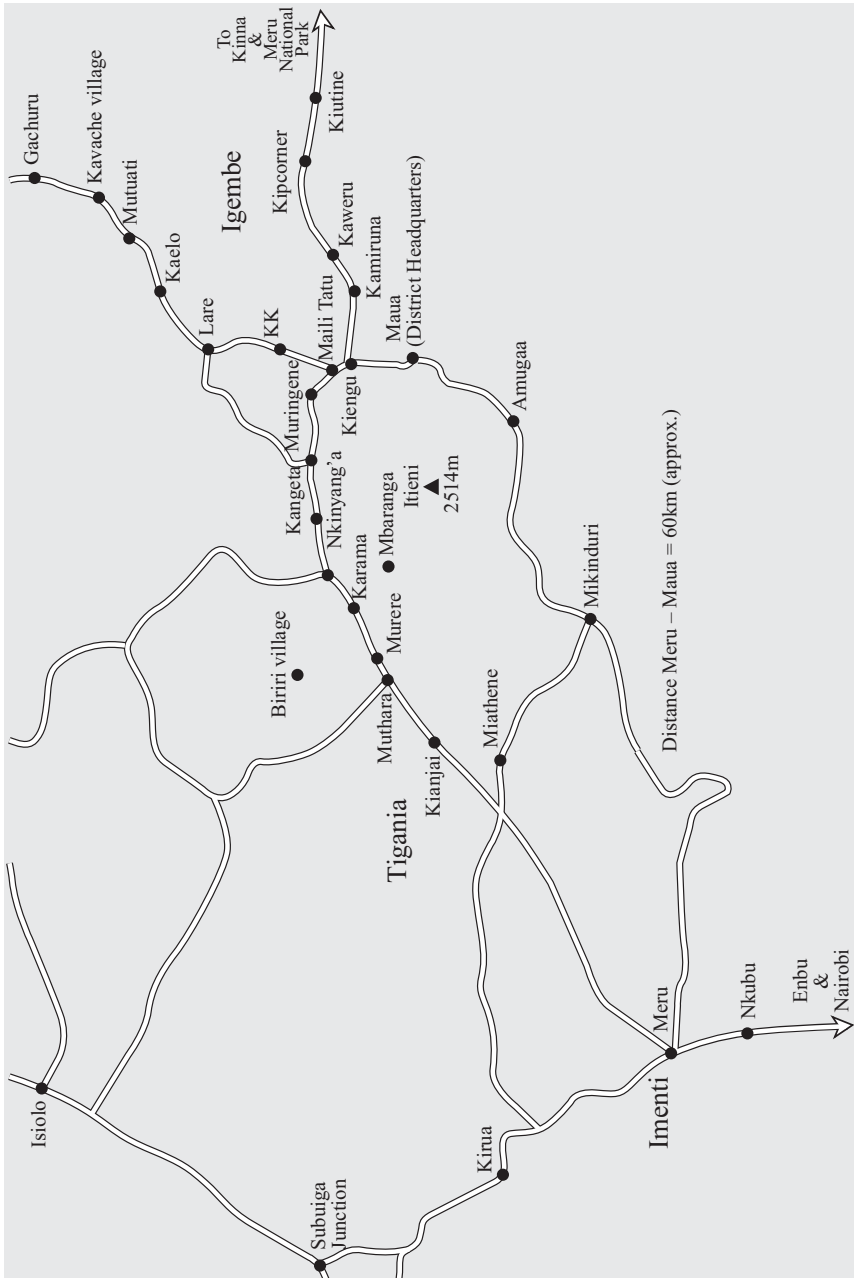 Gachuru
Kavache village
Mutuati
Kaelo
Lare
KK
Igembe
To
Kinna
&
Meru
National
Park
Kiutine
Kipcorner
Kaweru
Kamiruna
Maili Tatu
Muringene
Kiengu
Maua
(District Headquarters)
Amugaa
Kangeta
Nkinyang’a
Karama
Mbaranga
Itieni
2514m
Murere
Biriri village
Muthara
Kianjai
Tigania
Miathene
Mikinduri
Distance Meru – Maua = 60km (approx.)
Isiolo
Subuiga
Junction
Kirua
Imenti
Meru
Nkubu
Enbu
&
Nairobi